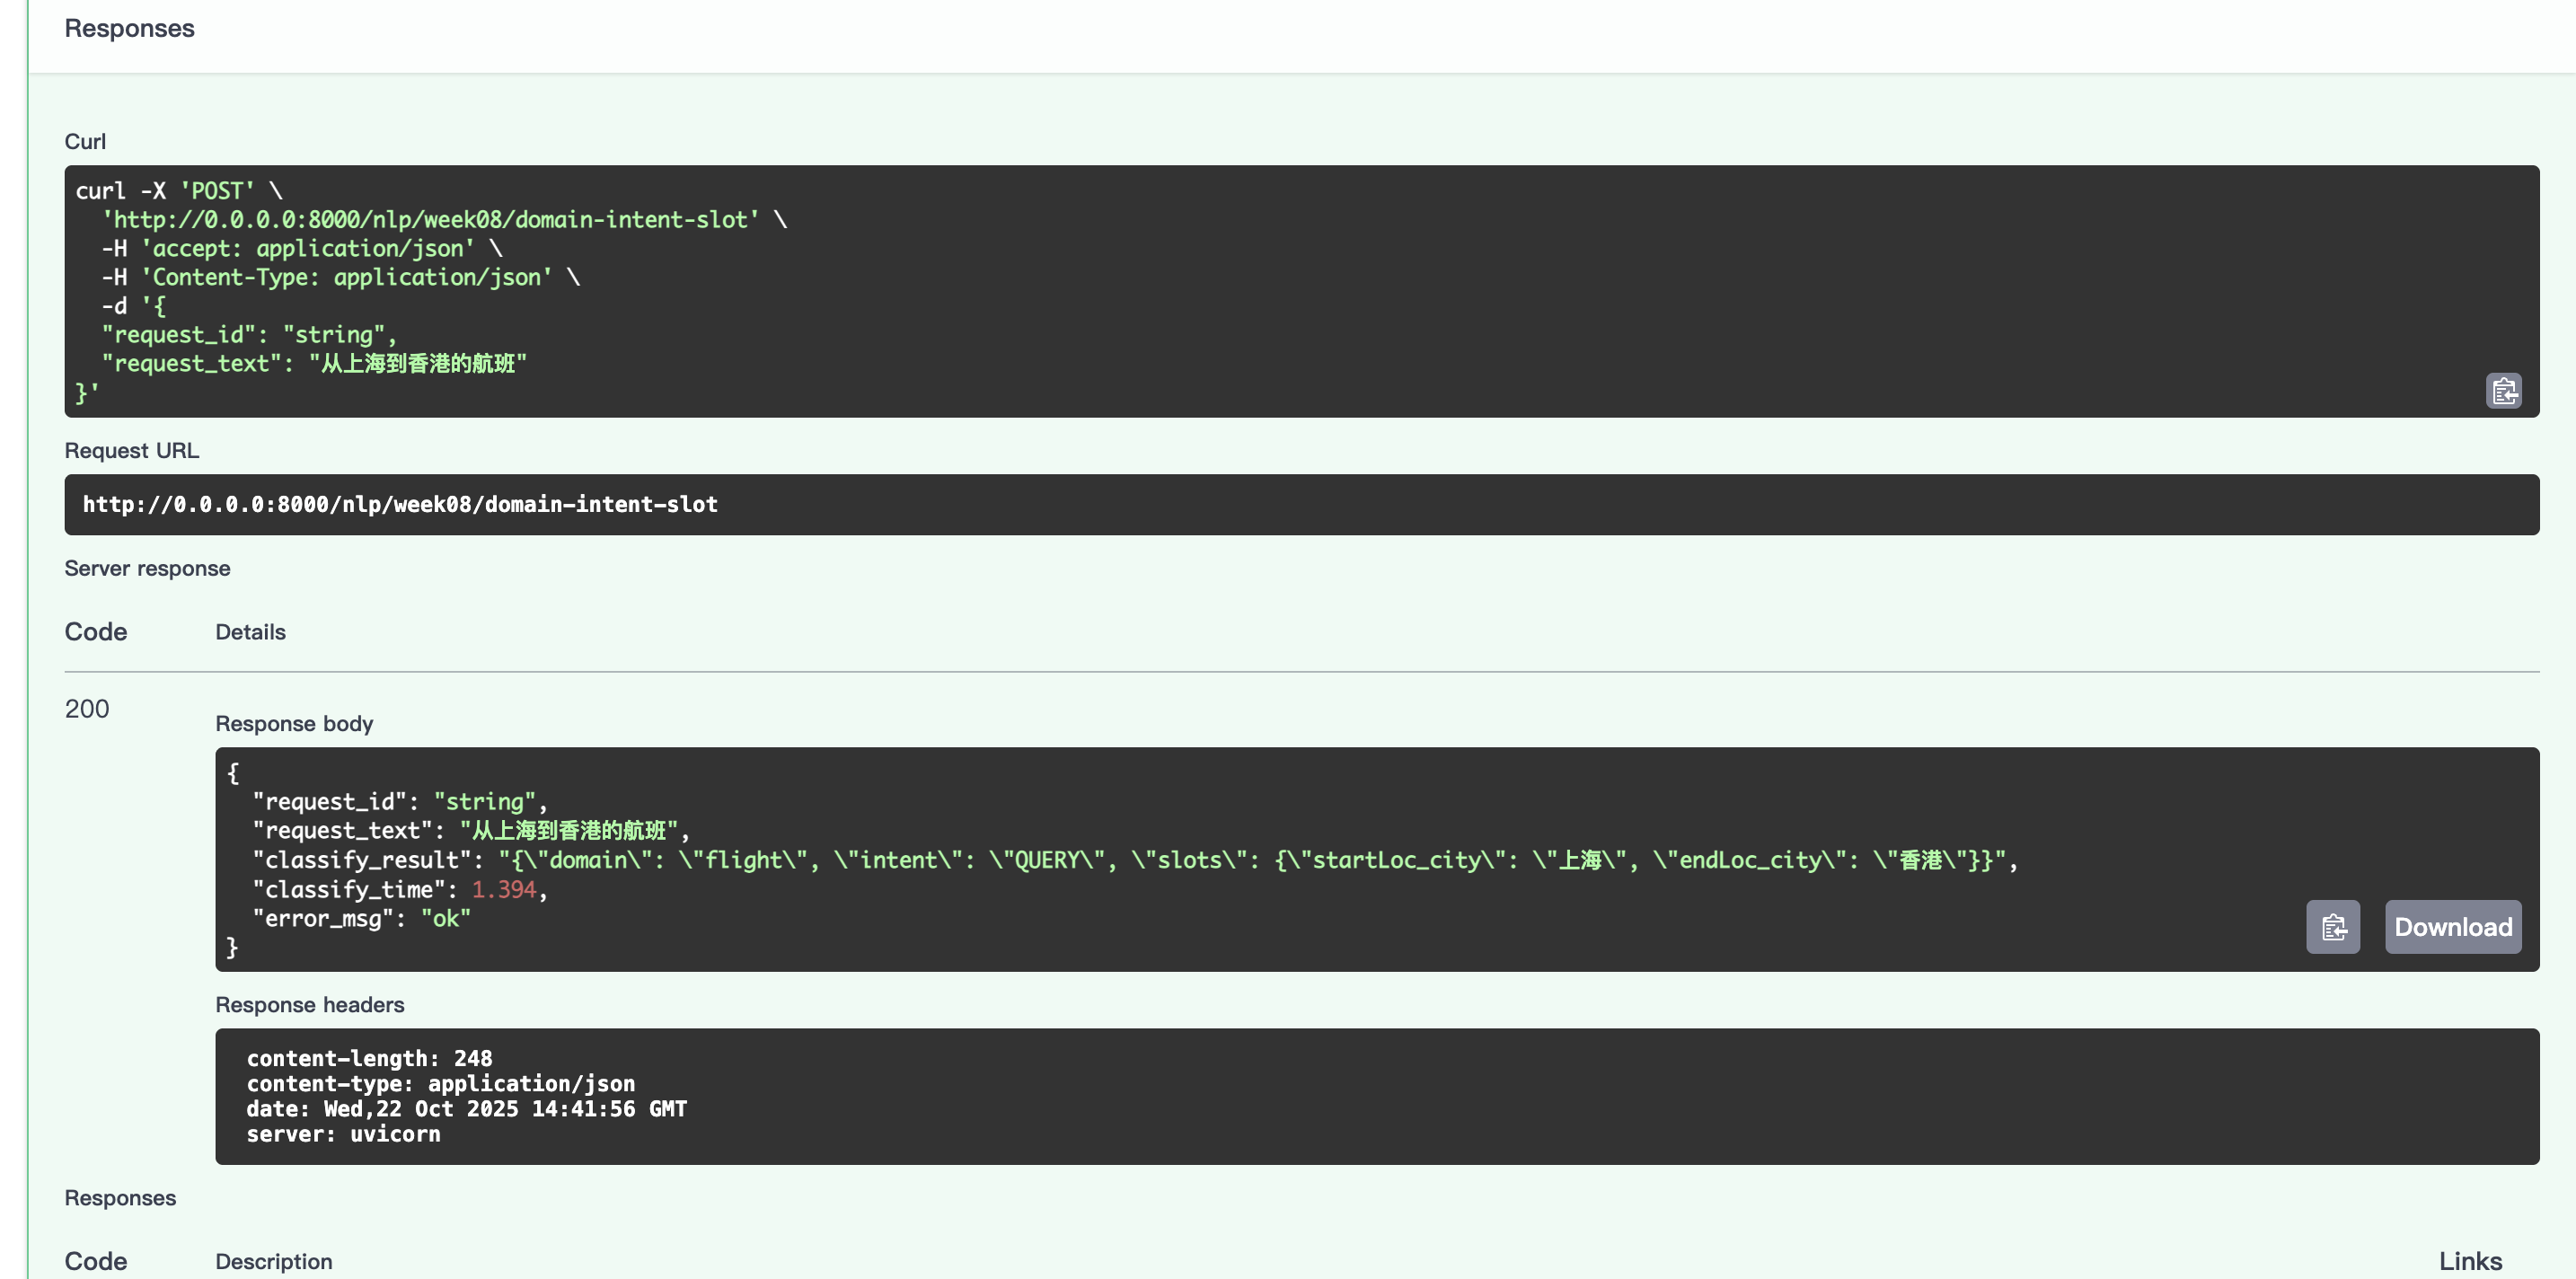 Responses
Curl
curl -X 'POST' \
'http://0.0.0.0:8000/nlp/week08/domain-intent-slot' \
-H 'accept: application/json' \
-H 'Content-Type: application/json' \
-d '{
"request_id": "string",
"request_text": "从上海到香港的航班"
}'
Request URL
http://0.0.0.0:8000/nlp/week08/domain-intent-slot
Server response
Code Details
200
Response body
{
"request_id": "string",
"request_text": "从上海到香港的航班",
"classify_result": "{\"domain\": \"flight\", \"intent\": \"QUERY\", \"slots\": {\"startLoc_city\": \"上海\", \"endLoc_city\": \"香港\"}}",
"classify_time": 1.394,
"error_msg": "ok"
}
Download
Response headers
content-length: 248
content-type: application/json
date: Wed,22 Oct 2025 14:41:56 GMT
server: uvicorn
Responses
Code Description Links